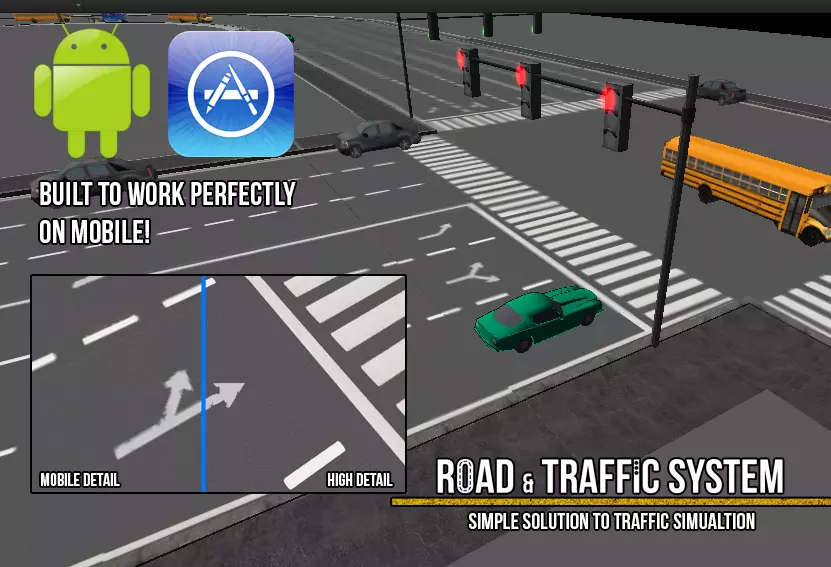 BUILT TO WORK PERFECTLY
ON MOBILE!
MOBILE DETAIL
HIGH DETAIL
ROAD & TRAFFIC SYSTEM
SIMPLE SOLUTION TO TRAFFIC SIMUALTION